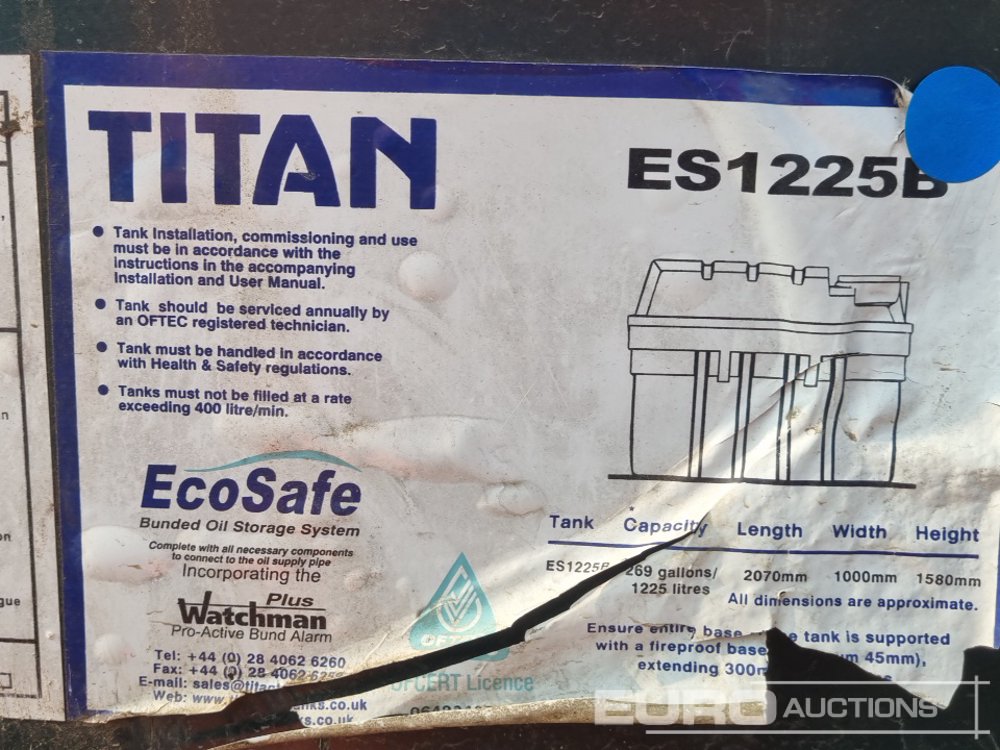 TITAN
ES1225B
Tank Installation, commissioning and use
must be in accordance with the
instructions in the accompanying
Installation and User Manual.
Tank should be serviced annually by
an OFTEC registered technician.
Tank must be handled in accordance
with Health & Safety regulations.
Tanks must not be filled at a rate
exceeding 400 litre/min.
EcoSafe
Bunded Oil Storage System
Complete with all necessary components
to connect to the oil supply pipe
Incorporating the
Watchman Plus
Pro-Active Bund Alarm
Tel: +44 (0) 28 4062 6260
Fax: +44 (0) 28 4062
E-mail:
Web:
OFTEC
OFCERT Licence
Tank Capacity Length Width Height
ES1225B 269 gallons/ 2070mm 1000mm 1580mm
1225 litres
All dimensions are approximate.
Ensure entire base tank is supported
with a fireproof base 45mm),
extending
EURO AUCTIONS